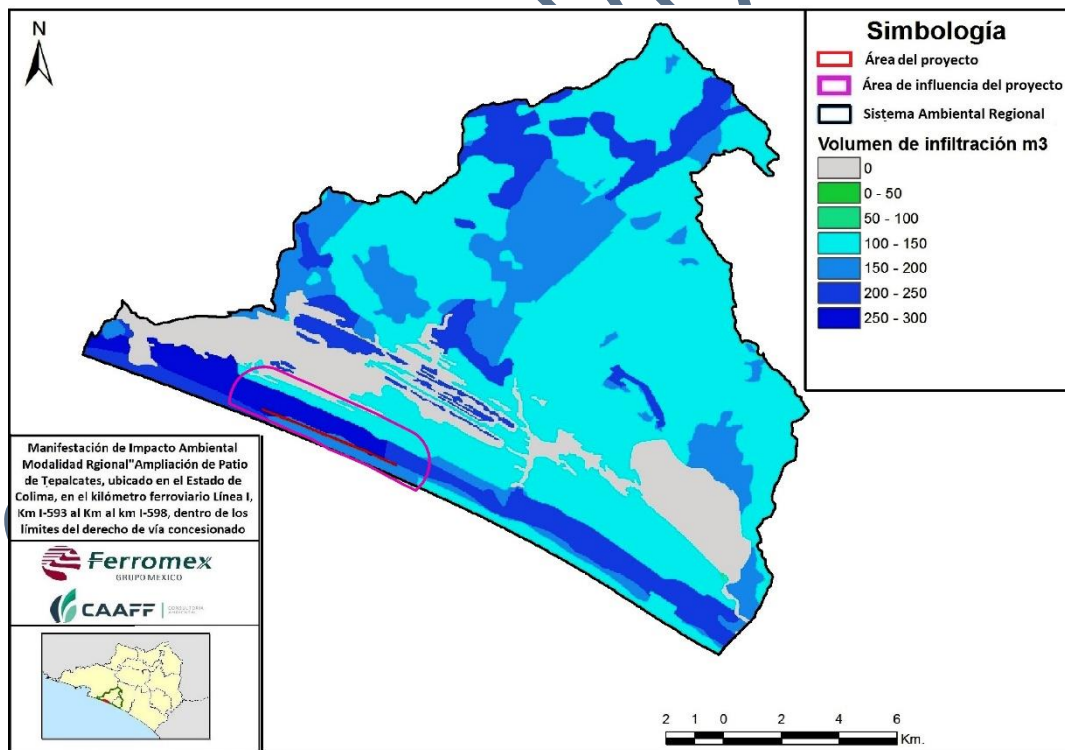 N
Simbología
Área del proyecto
Área de influencia del proyecto
Sistema Ambiental Regional
Volumen de infiltración m3
0
0 - 50
50 - 100
100 - 150
150 - 200
200 - 250
250 - 300
Manifestación de Impacto Ambiental
Modalidad Rgional"Ampliación de Patio
de Tepalcates, ubicado en el Estado de
Colima, en el kilómetro ferroviario Línea I,
Km I-593 al Km al km I-598, dentro de los
límites del derecho de vía concesionado
Ferromex
GRUPO MEXICO
CAAFF
2 1 0 2 4 6
Km.